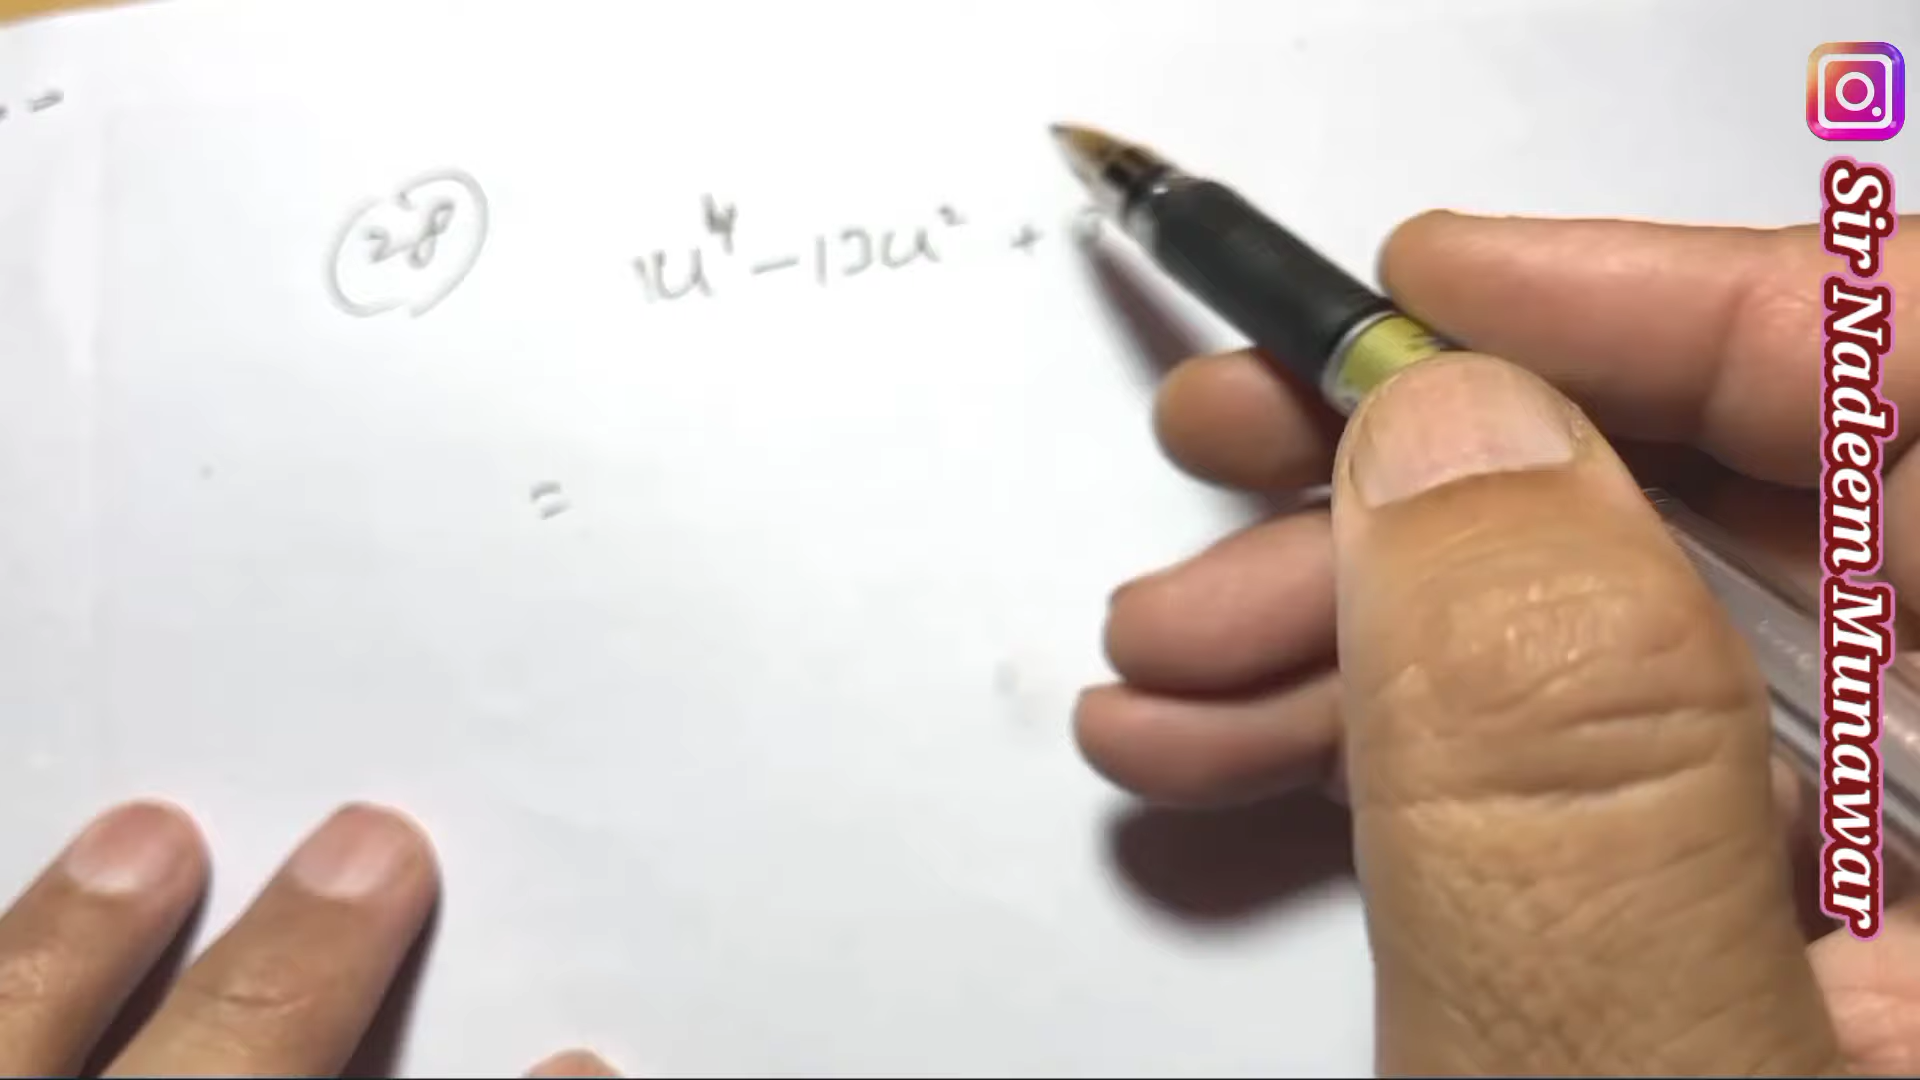 28 x⁴ - 13x² +
=
Sir Nadeem Munawar